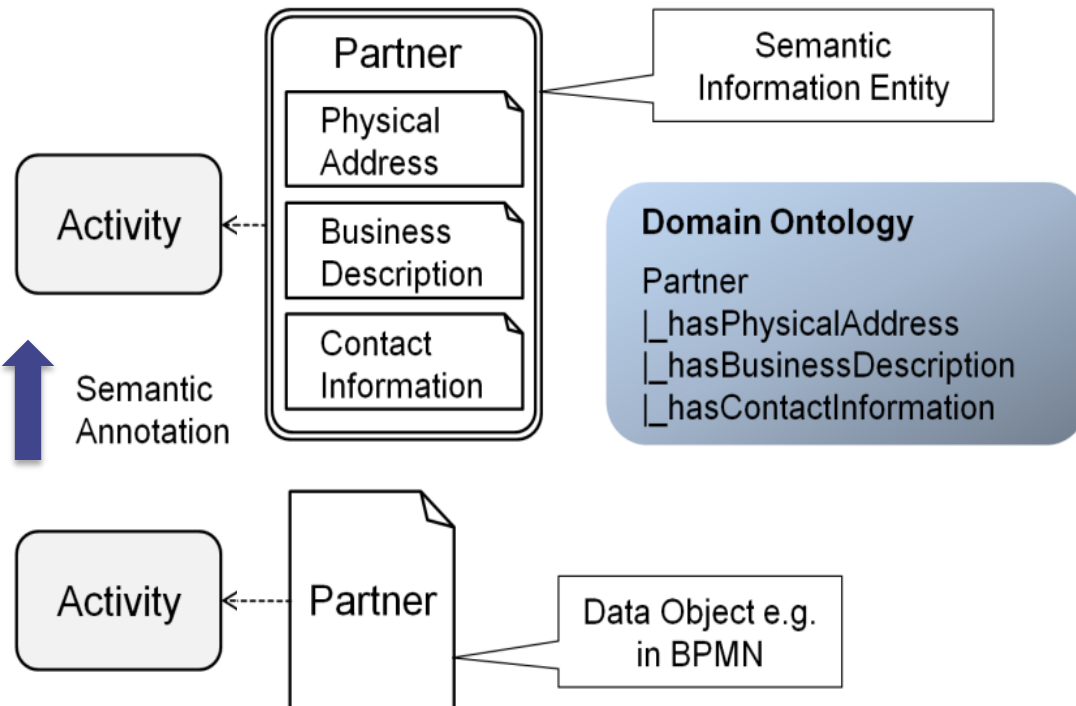 Partner
Physical
Address
Business
Description
Contact
Information
Semantic
Information Entity
Activity
Domain Ontology
Partner
|_hasPhysicalAddress
|_hasBusinessDescription
|_hasContactInformation
Semantic
Annotation
Activity
Partner
Data Object e.g.
in BPMN